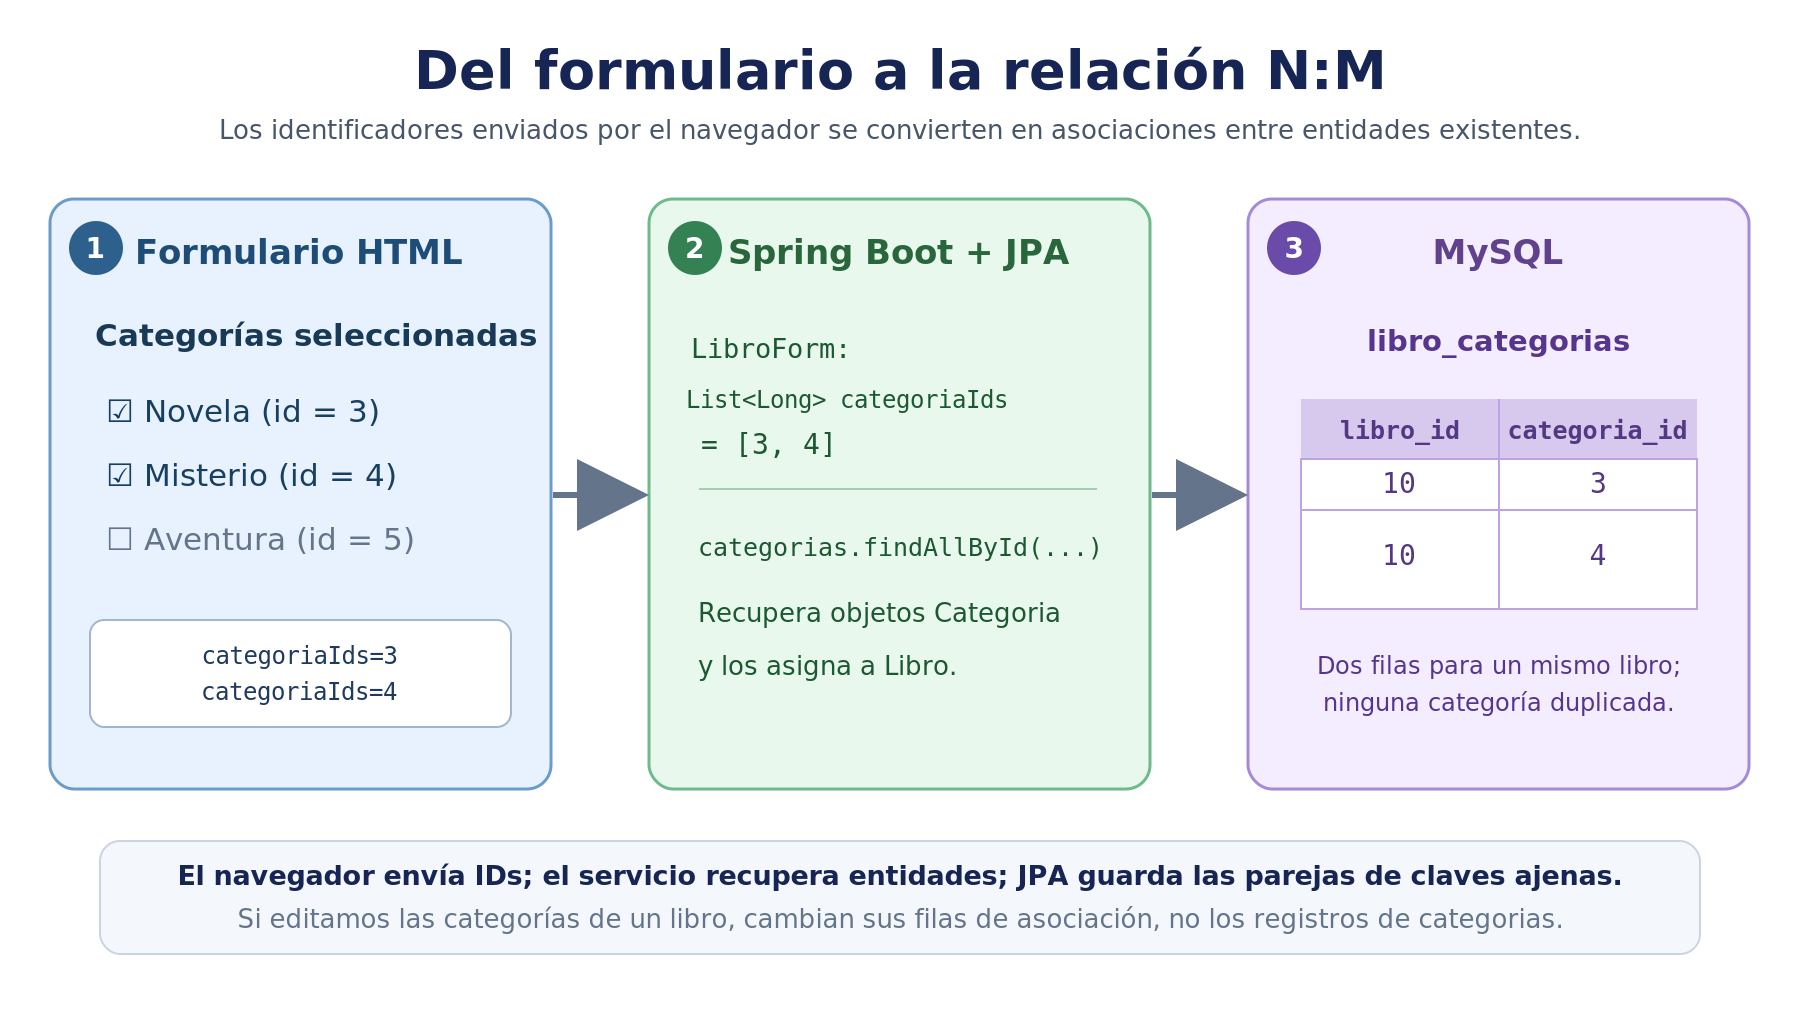 Del formulario a la relación N:M
Los identificadores enviados por el navegador se convierten en asociaciones entre entidades existentes.
1 Formulario HTML
Categorías seleccionadas
☑ Novela (id = 3)
☑ Misterio (id = 4)
☐ Aventura (id = 5)
categoriaIds=3
categoriaIds=4
2 Spring Boot + JPA
LibroForm:
List<Long> categoriaIds
= [3, 4]
categorias.findAllById(...)
Recupera objetos Categoria
y los asigna a Libro.
3 MySQL
libro_categorias
libro_id categoria_id
10 3
10 4
Dos filas para un mismo libro;
ninguna categoría duplicada.
El navegador envía IDs; el servicio recupera entidades; JPA guarda las parejas de claves ajenas.
Si editamos las categorías de un libro, cambian sus filas de asociación, no los registros de categorias.